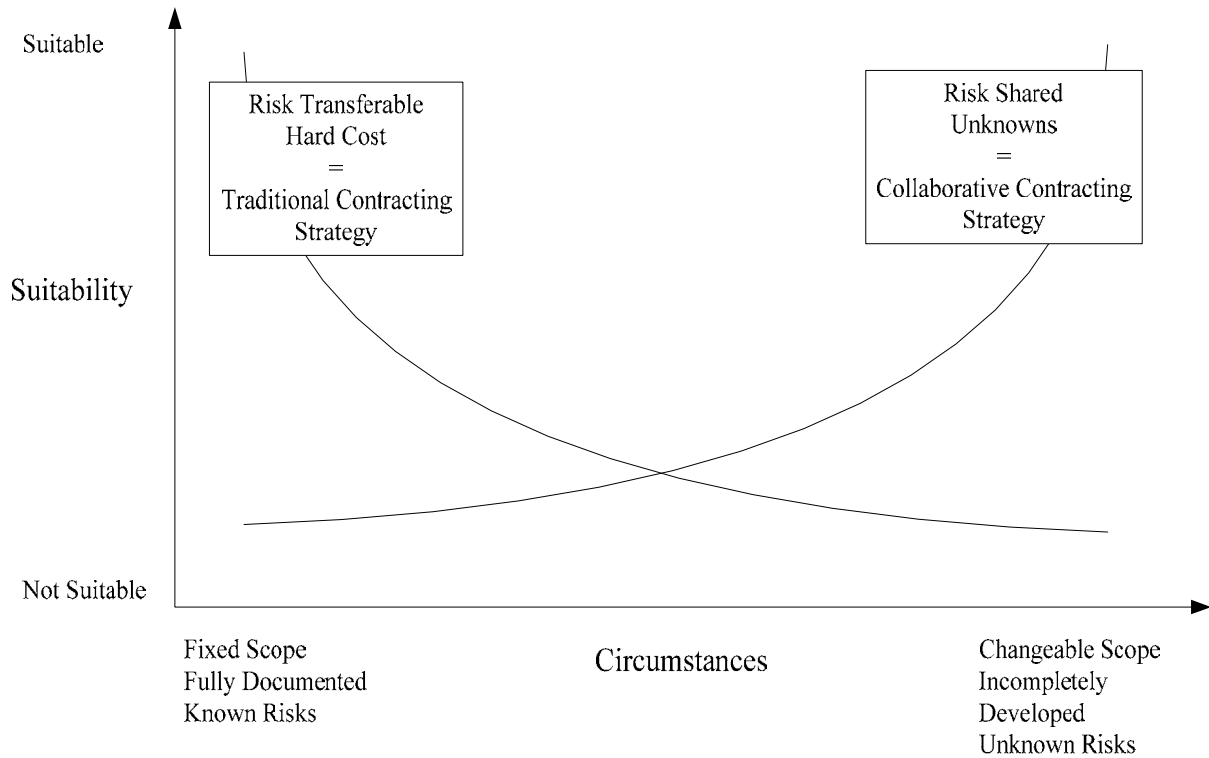 Suitable
Risk Transferable
Hard Cost
=
Traditional Contracting
Strategy
Risk Shared
Unknowns
=
Collaborative Contracting
Strategy
Suitability
Not Suitable
Fixed Scope
Fully Documented
Known Risks
Circumstances
Changeable Scope
Incompletely
Developed
Unknown Risks